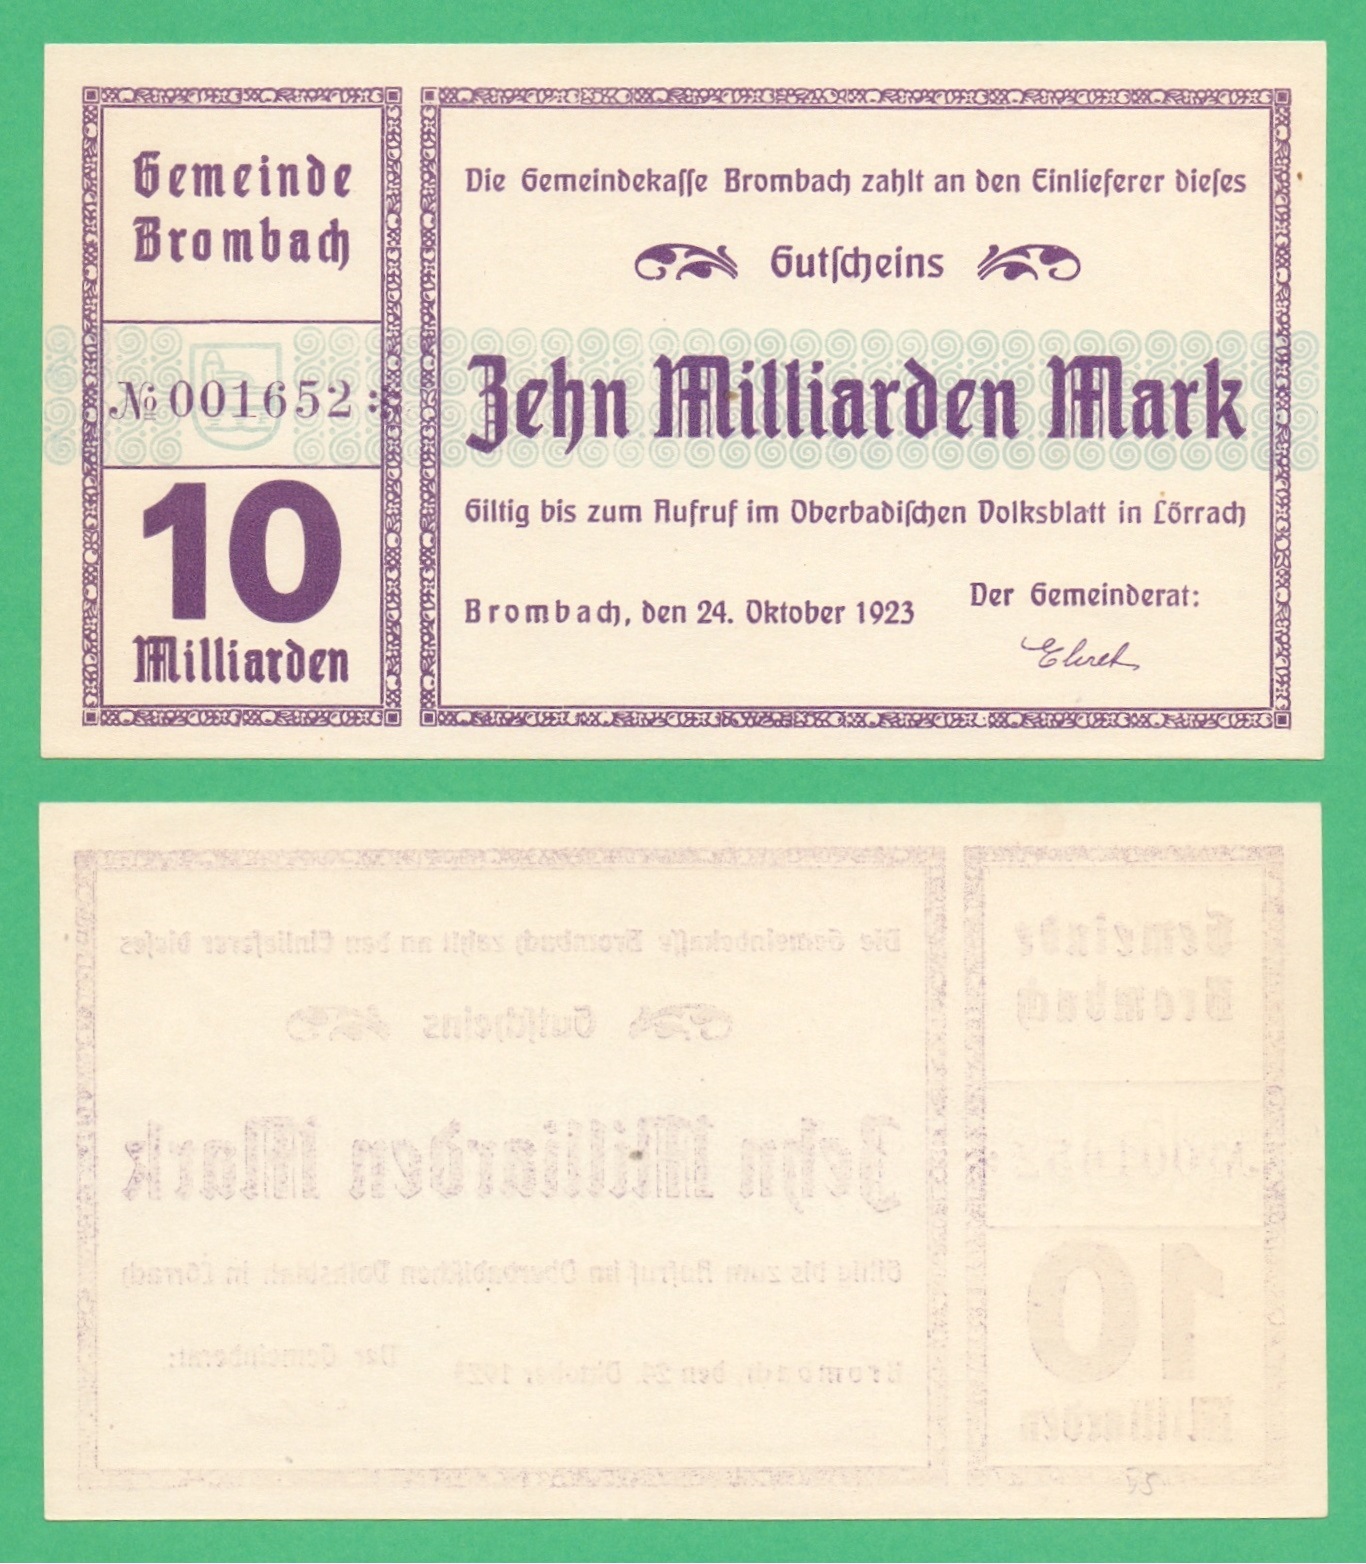 Gemeinde
Brombach
№ 001652 *
10
Milliarden
Die Gemeindekasse Brombach zahlt an den Einlieferer dieses
Gutscheins
Zehn Milliarden Mark
Giltig bis zum Aufruf im Oberbadischen Volksblatt in Lörrach
Brombach, den 24. Oktober 1923
Der Gemeinderat:
Ehret